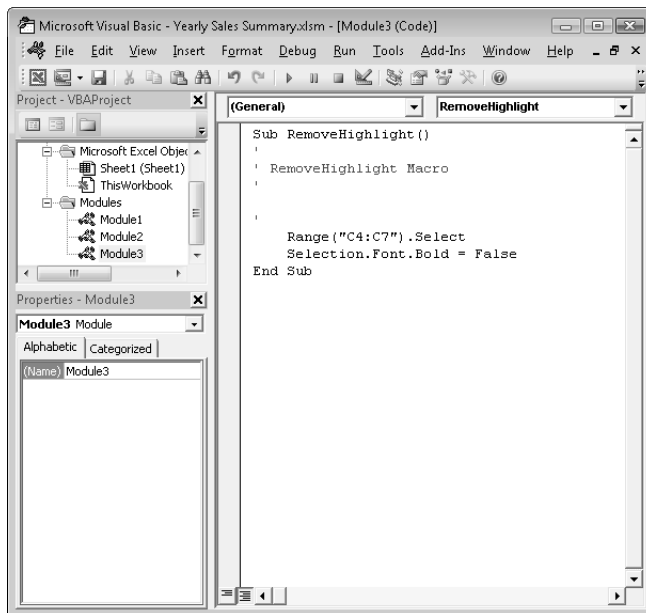 Microsoft Visual Basic - Yearly Sales Summary.xlsm - [Module3 (Code)]
File Edit View Insert Format Debug Run Tools Add-Ins Window Help
Project - VBAProject
Microsoft Excel Objec
Sheet1 (Sheet1)
ThisWorkbook
Modules
Module1
Module2
Module3
Properties - Module3
Module3 Module
Alphabetic Categorized
(Name) Module3
(General) RemoveHighlight
Sub RemoveHighlight()
'
' RemoveHighlight Macro
'
'
Range("C4:C7").Select
Selection.Font.Bold = False
End Sub